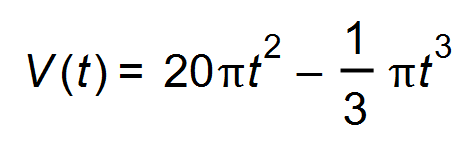 V(t) = 20πt² – 1/3 πt³